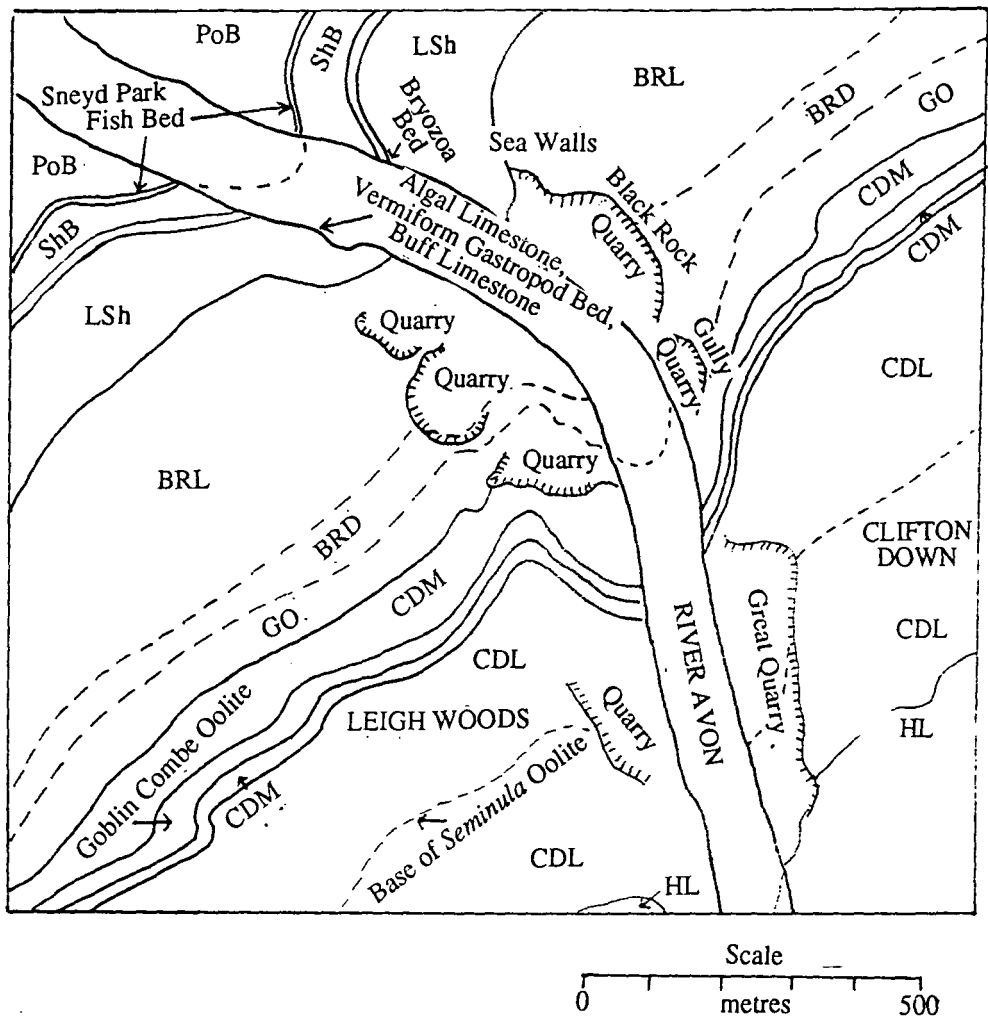 PoB
ShB
LSh
BRL
BRD
GO
Sneyd Park
Fish Bed
Bryozoa
Bed
PoB
Sea Walls
CDM
CDM
Black Rock
Quarry
Algal Limestone,
Vermiform Gastropod Bed,
Buff Limestone
ShB
LSh
Quarry
Gully
Quarry
CDL
Quarry
Quarry
BRL
BRD
GO
CDM
CLIFTON
DOWN
Great Quarry
RIVER AVON
CDL
CDL
HL
LEIGH WOODS
Quarry
Goblin Combe Oolite
CDM
Base of Seminula Oolite
CDL
HL
Scale
0 metres 500